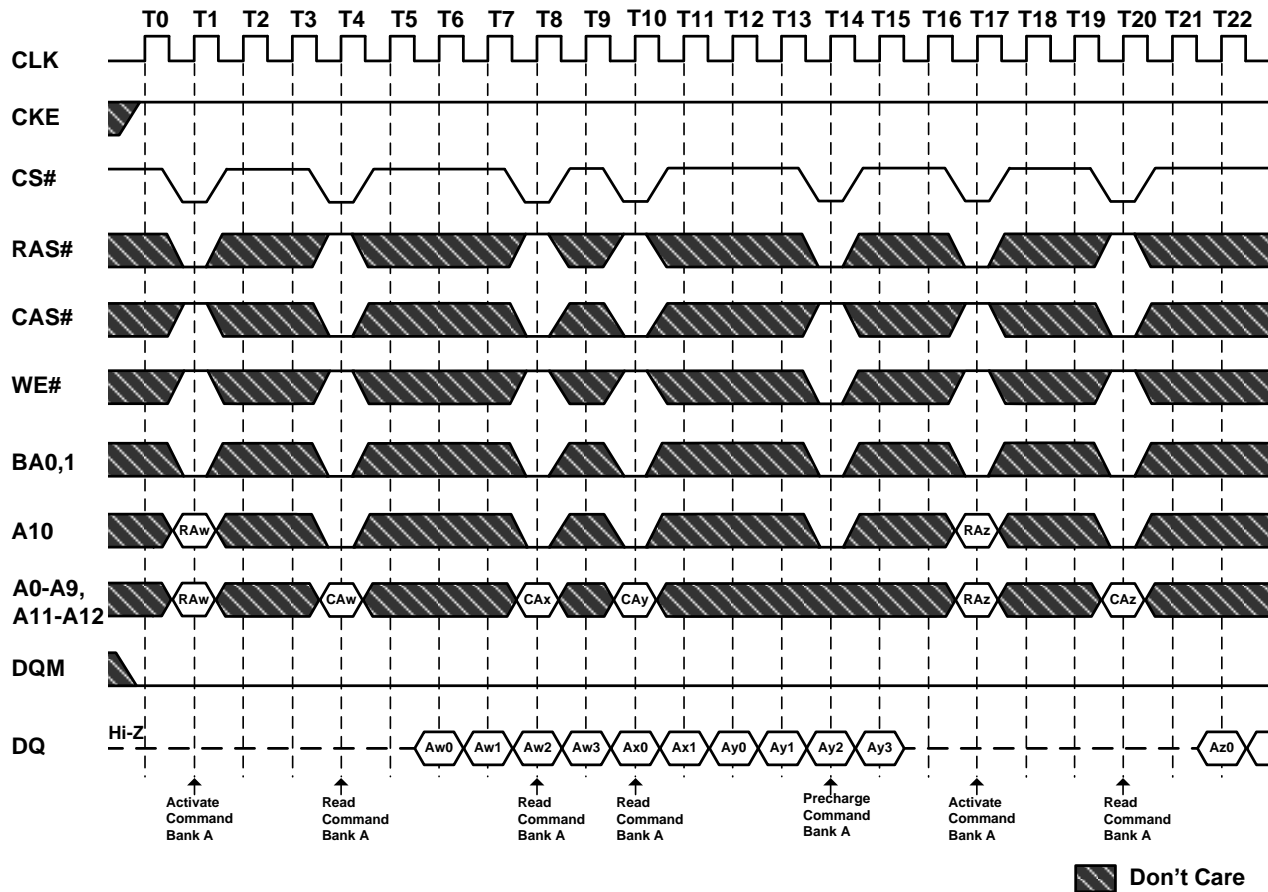 T0 T1 T2 T3 T4 T5 T6 T7 T8 T9 T10 T11 T12 T13 T14 T15 T16 T17 T18 T19 T20 T21 T22
CLK
CKE
CS#
RAS#
CAS#
WE#
BA0,1
A10 RAw RAz
A0-A9,
A11-A12 RAw CAw CAx CAy RAz CAz
DQM
DQ Hi-Z Aw0 Aw1 Aw2 Aw3 Ax0 Ax1 Ay0 Ay1 Ay2 Ay3 Az0
Activate
Command
Bank A
Read
Command
Bank A
Read
Command
Bank A
Read
Command
Bank A
Precharge
Command
Bank A
Activate
Command
Bank A
Read
Command
Bank A
Don't Care